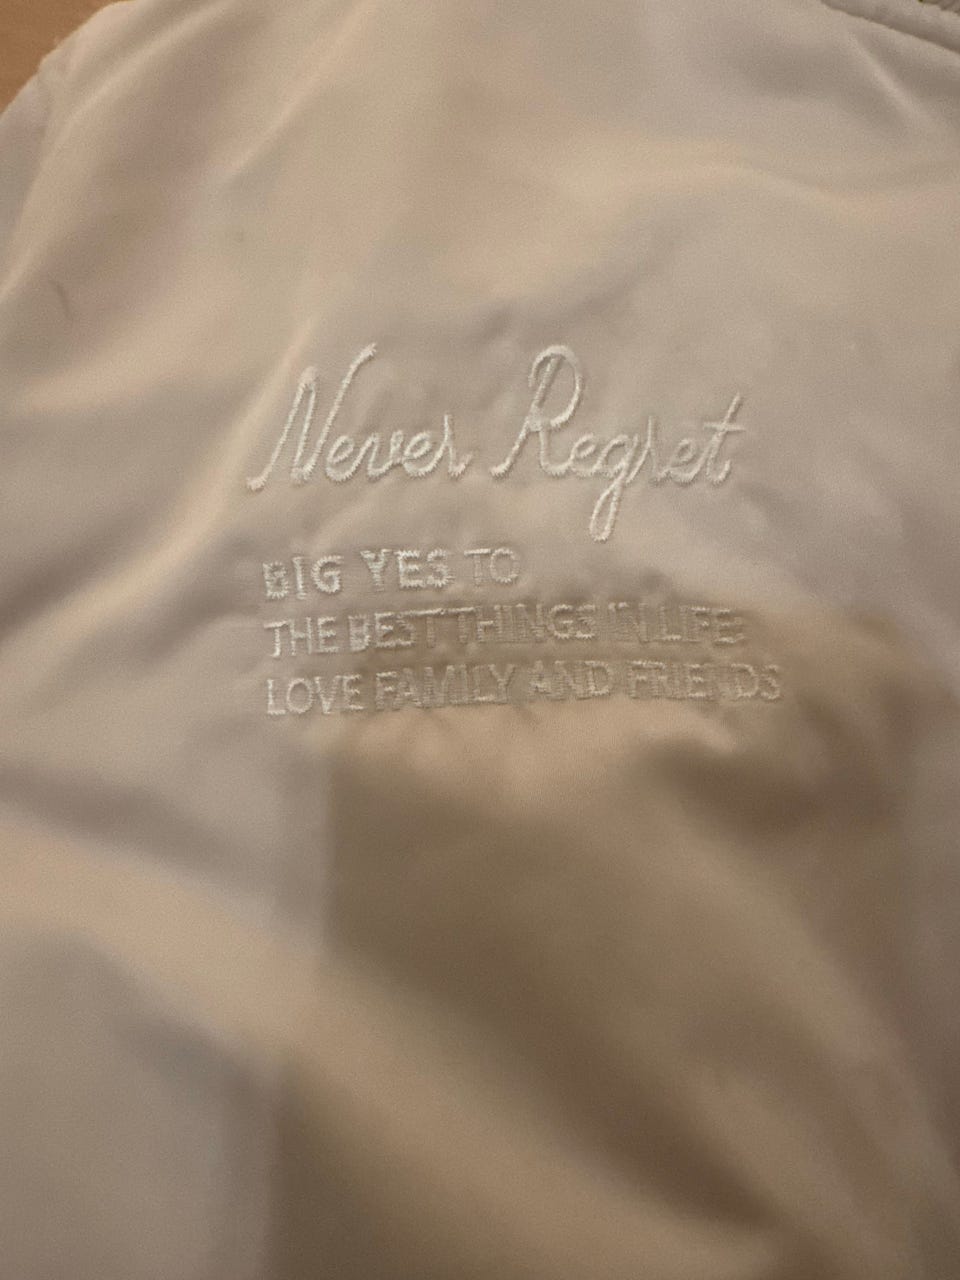 Never Regret
BIG YES TO
THE BEST THINGS IN LIFE:
LOVE FAMILY AND FRIENDS